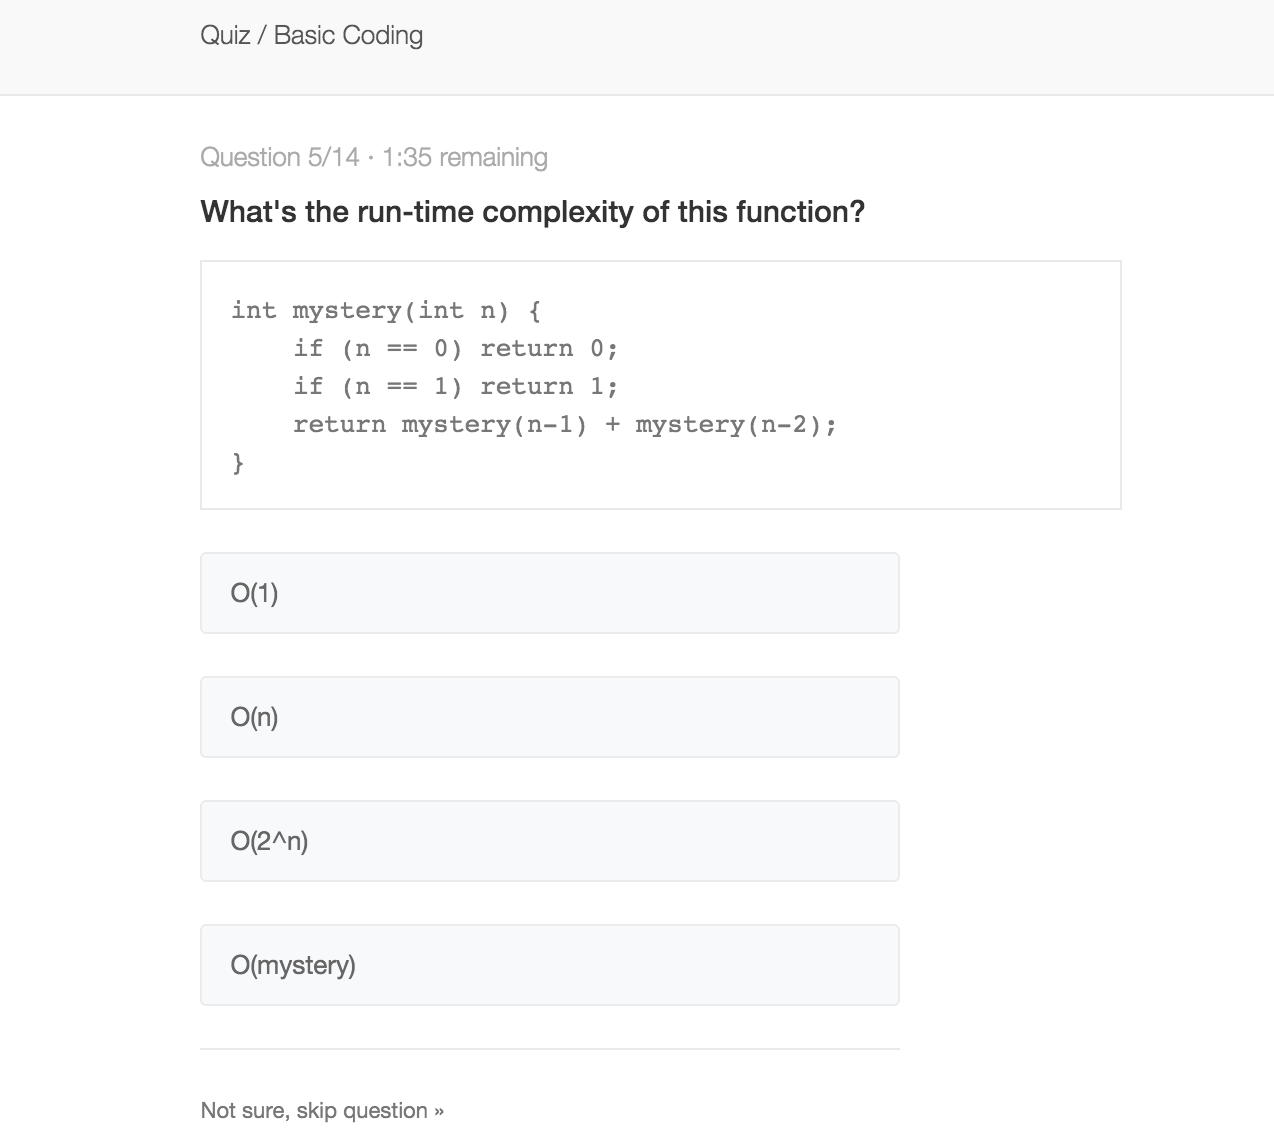 Quiz / Basic Coding
Question 5/14 · 1:35 remaining
What's the run-time complexity of this function?
int mystery(int n) {
    if (n == 0) return 0;
    if (n == 1) return 1;
    return mystery(n-1) + mystery(n-2);
}
O(1)
O(n)
O(2^n)
O(mystery)
Not sure, skip question »